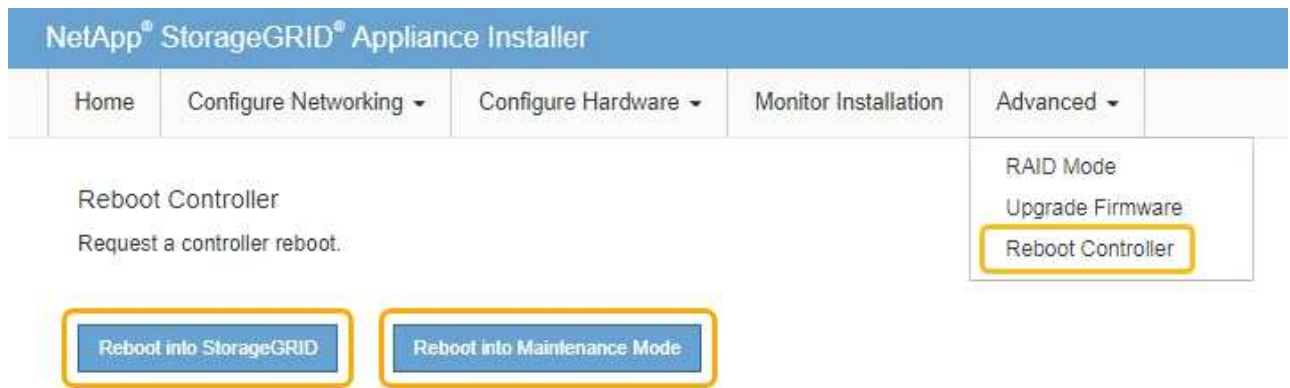 NetApp® StorageGRID® Appliance Installer
Home Configure Networking Configure Hardware Monitor Installation Advanced
RAID Mode
Upgrade Firmware
Reboot Controller
Reboot Controller
Request a controller reboot.
Reboot into StorageGRID Reboot into Maintenance Mode